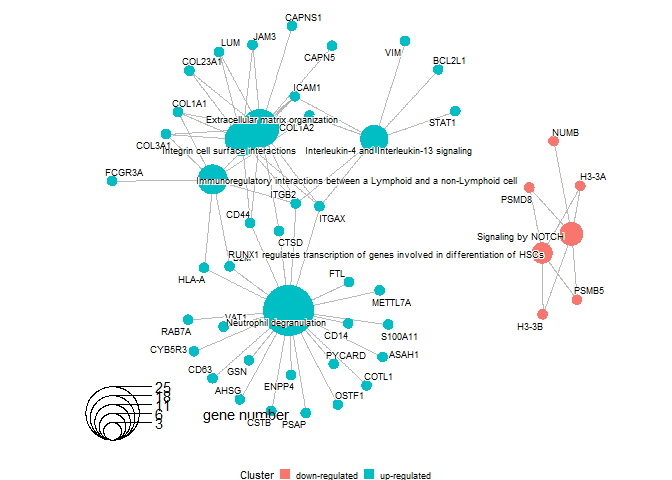 CAPNS1
LUM
JAM3
VIM
CAPN5
COL23A1
BCL2L1
ICAM1
COL1A1
Extracellular matrix organization
COL1A2
STAT1
NUMB
COL3A1
Integrin cell surface interactions
Interleukin-4 and Interleukin-13 signaling
FCGR3A
Immunoregulatory interactions between a Lymphoid and a non-Lymphoid cell
H3-3A
PSMD8
ITGB2
CD44
ITGAX
Signaling by NOTCH
CTSD
RUNX1 regulates transcription of genes involved in differentiation of HSCs
HLA-A
FTL
METTL7A
PSMB5
VAT1
Neutrophil degranulation
H3-3B
RAB7A
CD14
S100A11
CYB5R3
PYCARD
ASAH1
CD63
GSN
COTL1
ENPP4
AHSG
OSTF1
CSTB
PSAP
25
18
11
6
3
gene number
Cluster
down-regulated
up-regulated